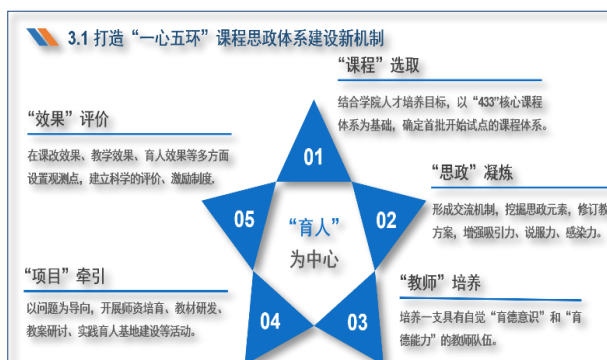 3.1 打造“一心五环”课程思政体系建设新机制
“课程”选取
结合学院人才培养目标，以“433”核心课程
体系为基础，确定首批开始试点的课程体系。
01
“思政”凝炼
形成交流机制，挖掘思政元素，修订教
方案，增强吸引力、说服力、感染力。
02
“教师”培养
培养一支具有自觉“育德意识”和“育
德能力”的教师队伍。
03
“项目”牵引
以问题为导向，开展师资培育、教材研发、
教案研讨、实践育人基地建设等活动。
04
“效果”评价
在课改效果、教学效果、育人效果等多方面
设置观测点，建立科学的评价、激励制度。
05
“育人”
为中心